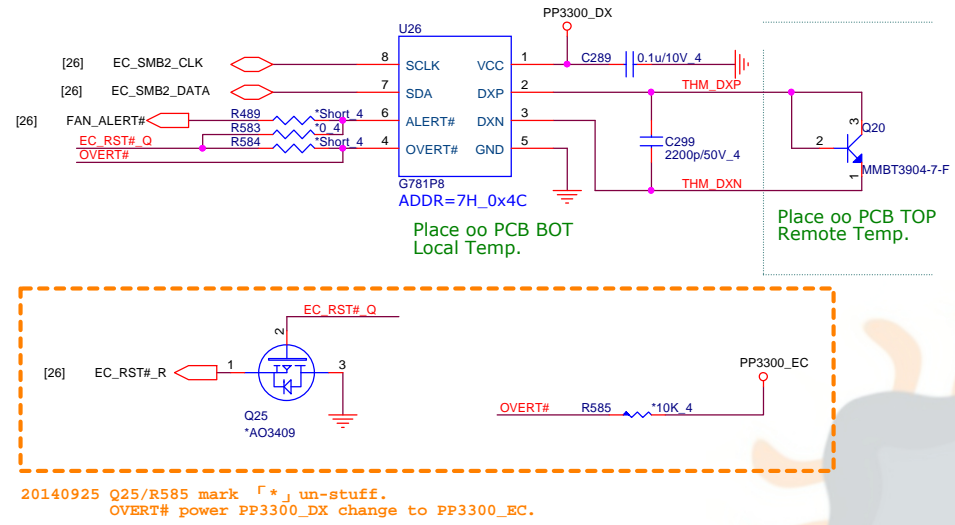 PP3300_DX
U26
C289 0.1u/10V_4
[26] EC_SMB2_CLK 8 SCLK VCC 1
[26] EC_SMB2_DATA 7 SDA DXP 2 THM_DXP
[26] FAN_ALERT# R489 *Short_4 6 ALERT# DXN 3
R583 *0_4
EC_RST#_Q R584 *Short_4 4 OVERT# GND 5
OVERT#
C299
2200p/50V_4
3
Q20
2
MMBT3904-7-F
1
THM_DXN
G781P8
ADDR=7H_0x4C
Place oo PCB BOT
Local Temp.
Place oo PCB TOP
Remote Temp.
EC_RST#_Q
2
[26] EC_RST#_R 1 3
Q25
*AO3409
PP3300_EC
OVERT# R585 *10K_4
20140925 Q25/R585 mark 「*」un-stuff.
OVERT# power PP3300_DX change to PP3300_EC.